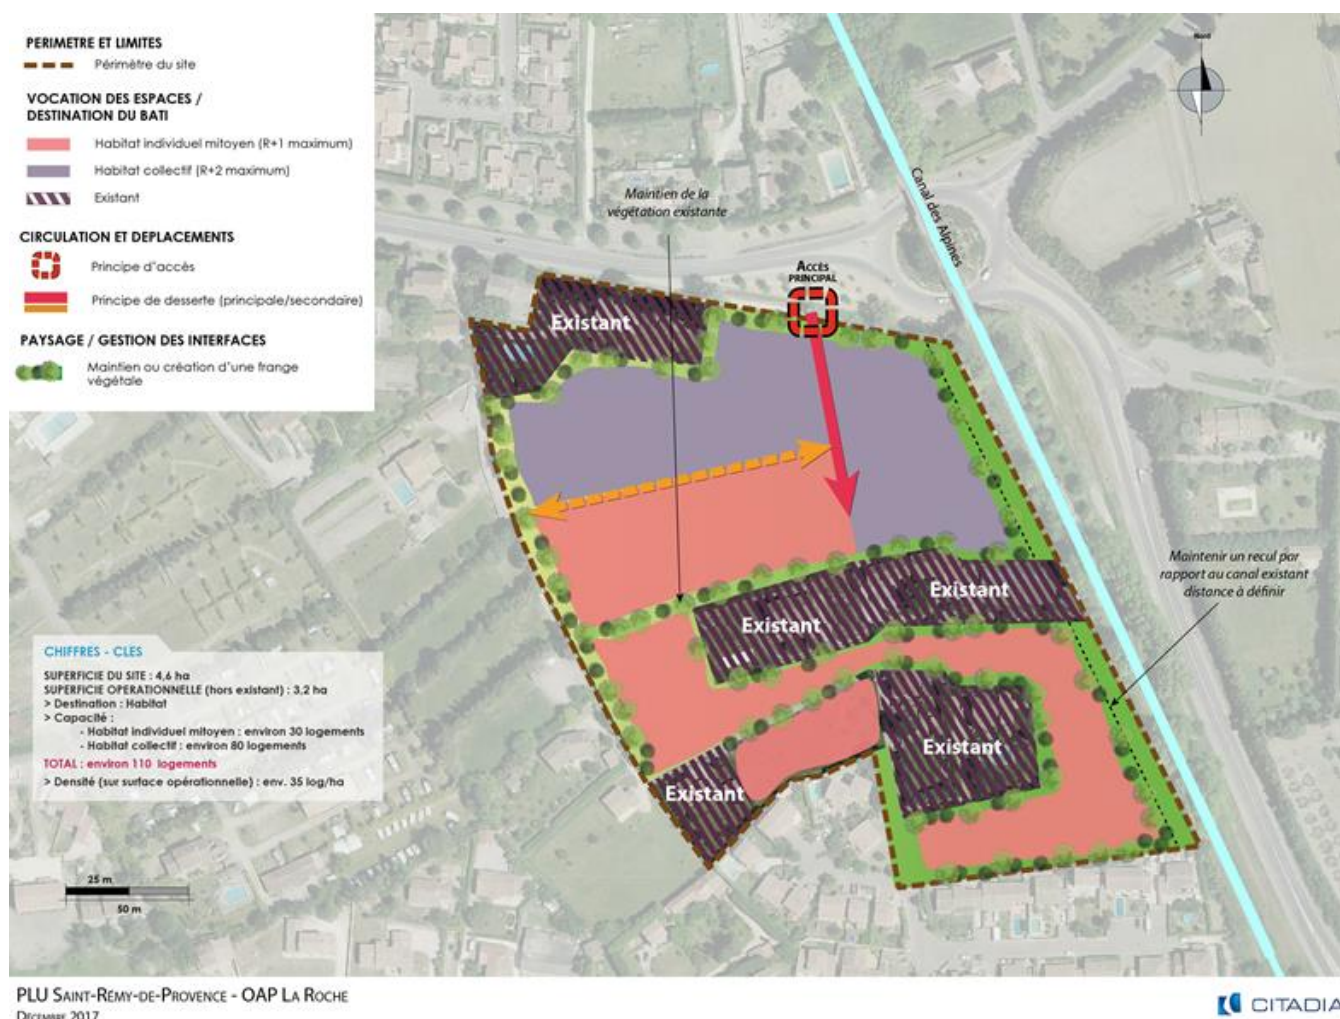 PERIMETRE ET LIMITES
Périmètre du site
VOCATION DES ESPACES /
DESTINATION DU BATI
Habitat individuel mitoyen (R+1 maximum)
Habitat collectif (R+2 maximum)
Existant
CIRCULATION ET DEPLACEMENTS
Principe d'accès
Principe de desserte (principale/secondaire)
PAYSAGE / GESTION DES INTERFACES
Maintien ou création d'une frange
végétale
Nord
Canal des Alpines
Maintien de la
végétation existante
ACCÈS
PRINCIPAL
Existant
Existant
Existant
Existant
Existant
Maintenir un recul par
rapport au canal existant
distance à définir
CHIFFRES - CLES
SUPERFICIE DU SITE : 4,6 ha
SUPERFICIE OPERATIONNELLE (hors existant) : 3,2 ha
> Destination : Habitat
> Capacité :
- Habitat individuel mitoyen : environ 30 logements
- Habitat collectif : environ 80 logements
TOTAL : environ 110 logements
> Densité (sur surface opérationnelle) : env. 35 log/ha
25 m
50 m
PLU SAINT-RÉMY-DE-PROVENCE - OAP LA ROCHE
DÉCEMBRE 2017
CITADIA